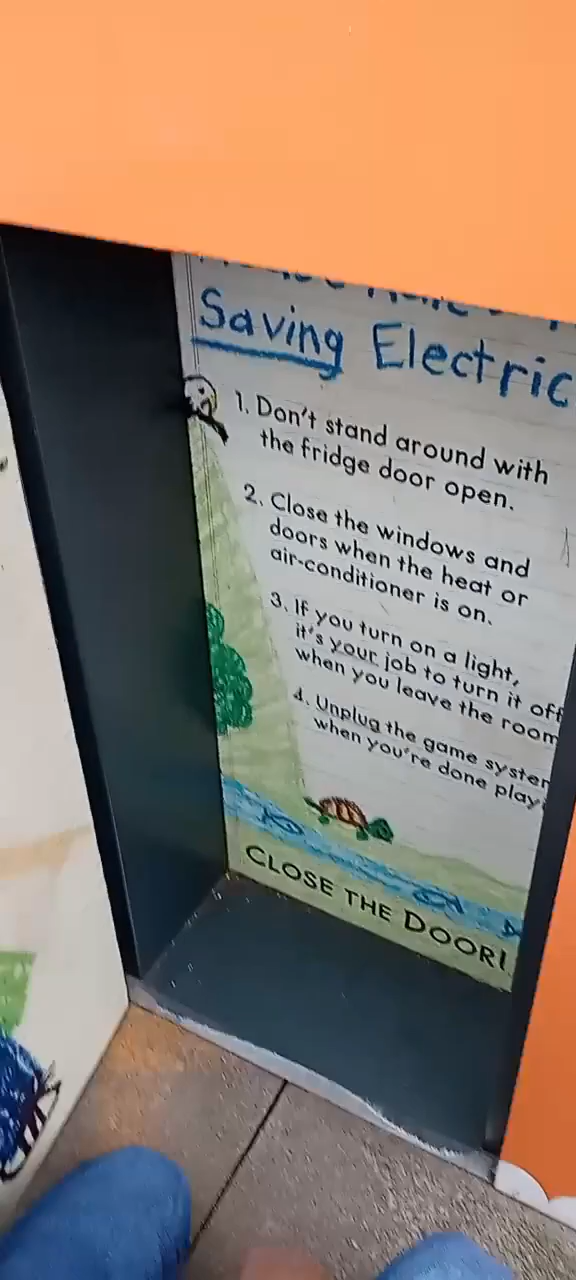 Saving Electric
1. Don't stand around with
the fridge door open.
2. Close the windows and
doors when the heat or
air-conditioner is on.
3. If you turn on a light,
it's your job to turn it off
when you leave the room
4. Unplug the game system
when you're done play
CLOSE THE DOOR!